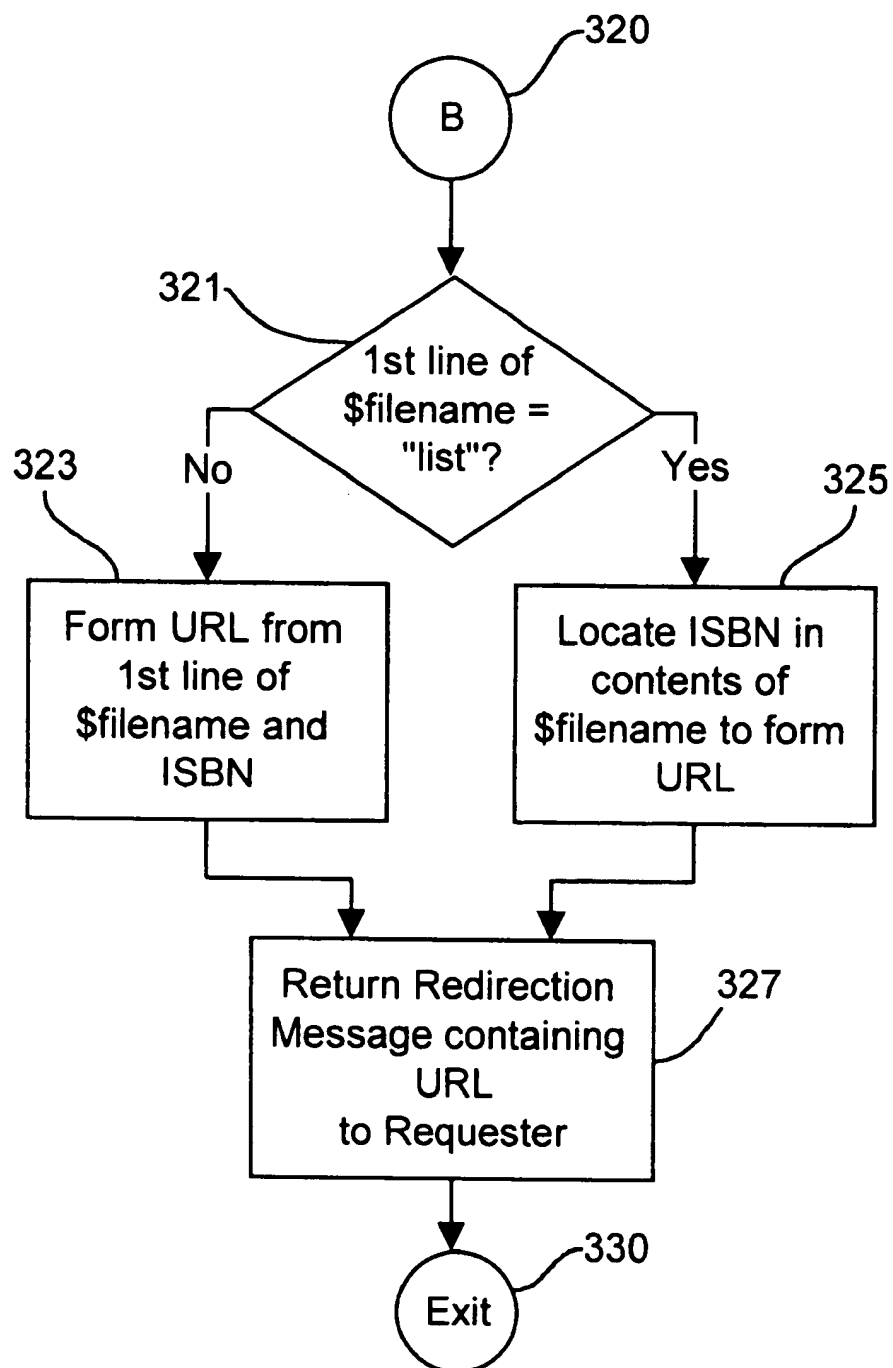 320
B
321
1st line of
$filename =
"list"?
323
No
Yes
325
Form URL from
1st line of
$filename and
ISBN
Locate ISBN in
contents of
$filename to form
URL
Return Redirection
Message containing
URL
to Requester
327
330
Exit